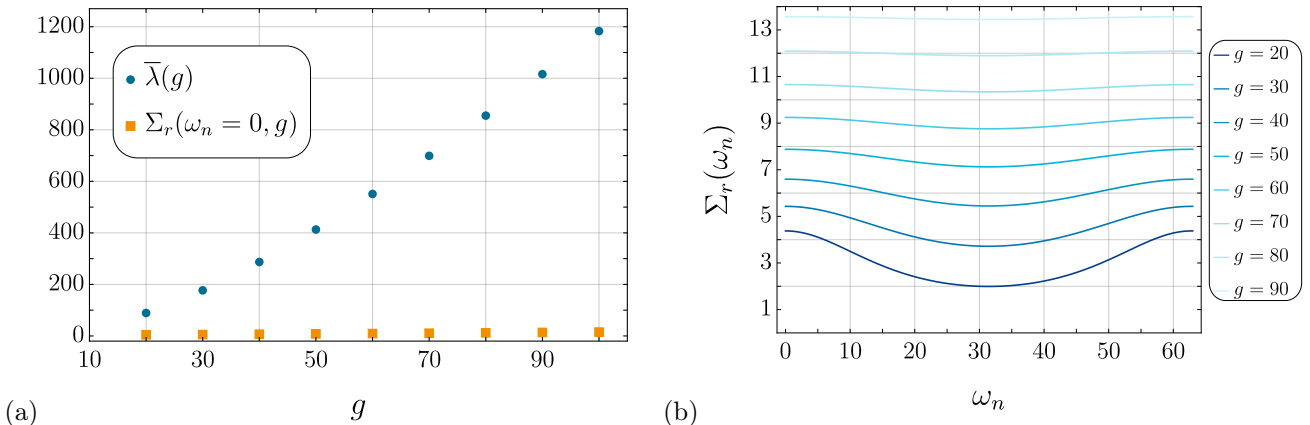 1200
1000
800
600
400
200
0
10
30
50
70
90
g
λ̄(g)
Σ_r(ω_n = 0, g)
(a)
13
11
9
7
5
3
1
Σ_r(ω_n)
0
10
20
30
40
50
60
ω_n
g = 20
g = 30
g = 40
g = 50
g = 60
g = 70
g = 80
g = 90
(b)